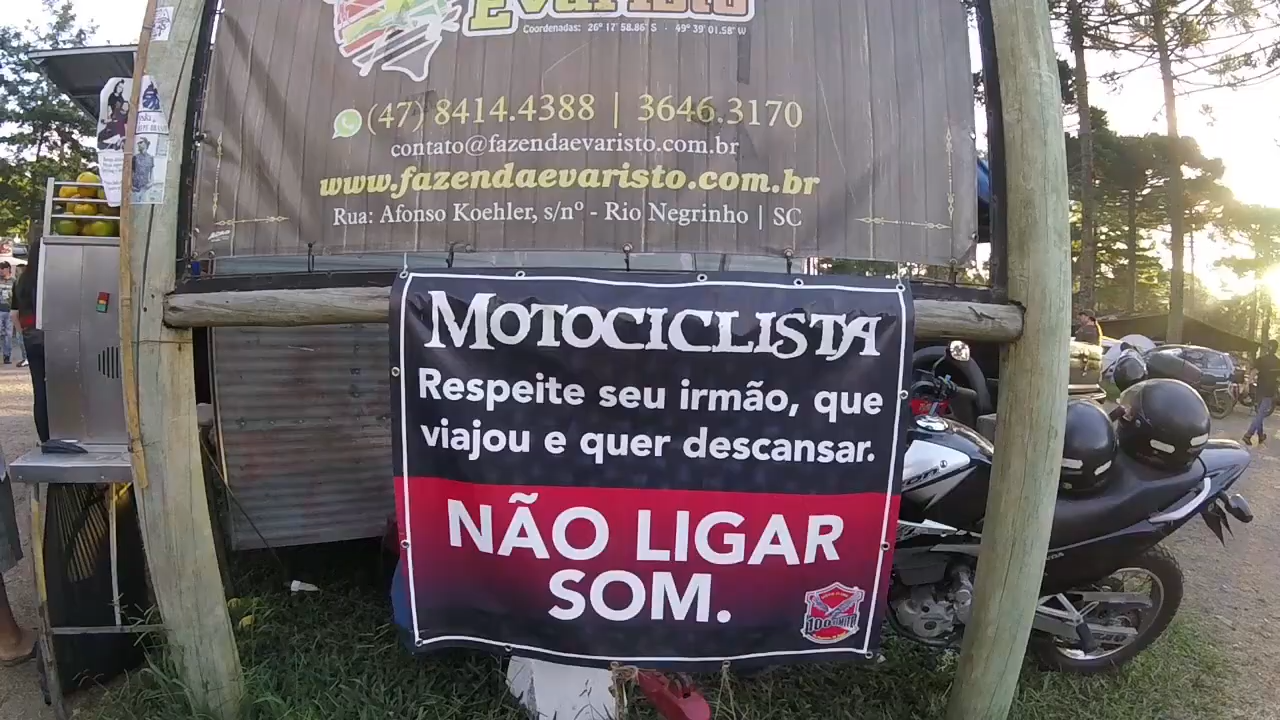 Evaristo
Coordenadas: 26° 17' 58.86" S - 49° 39' 01.58" W
(47) 8414.4388 | 3646.3170
contato@fazendaevaristo.com.br
www.fazendaevaristo.com.br
Rua: Afonso Koehler, s/nº - Rio Negrinho | SC
MOTOCICLISTA
Respeite seu irmão, que
viajou e quer descansar.
NÃO LIGAR
SOM.